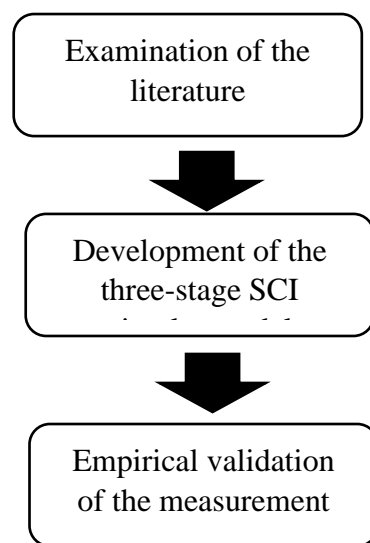 Examination of the
literature
Development of the
three-stage SCI
Empirical validation
of the measurement